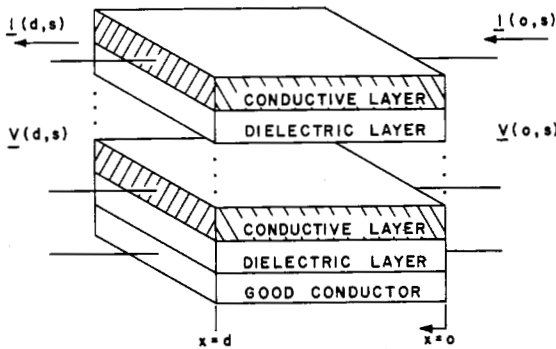 I(d,s) I(o,s)
CONDUCTIVE LAYER
DIELECTRIC LAYER
V(d,s) V(o,s)
CONDUCTIVE LAYER
DIELECTRIC LAYER
GOOD CONDUCTOR
x=d x=o